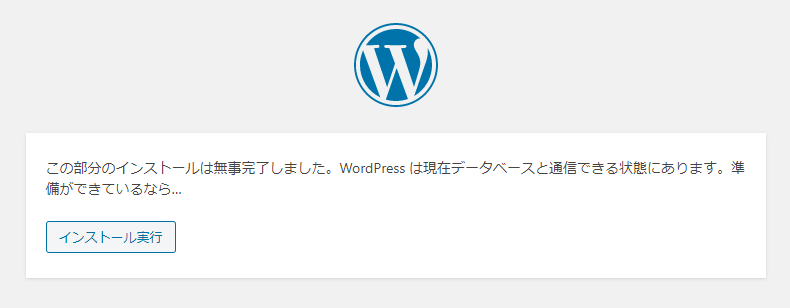 この部分のインストールは無事完了しました。WordPress は現在データベースと通信できる状態にあります。準
備ができているなら…
インストール実行